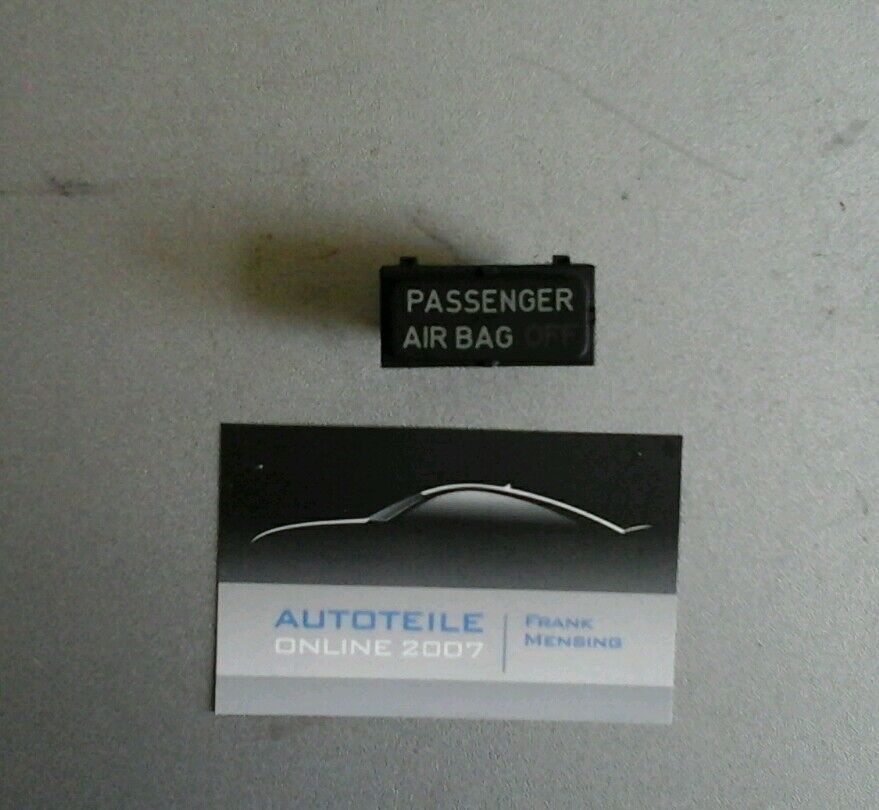 PASSENGER
AIR BAG OFF
AUTOTEILE
ONLINE 2007
FRANK
MENSING